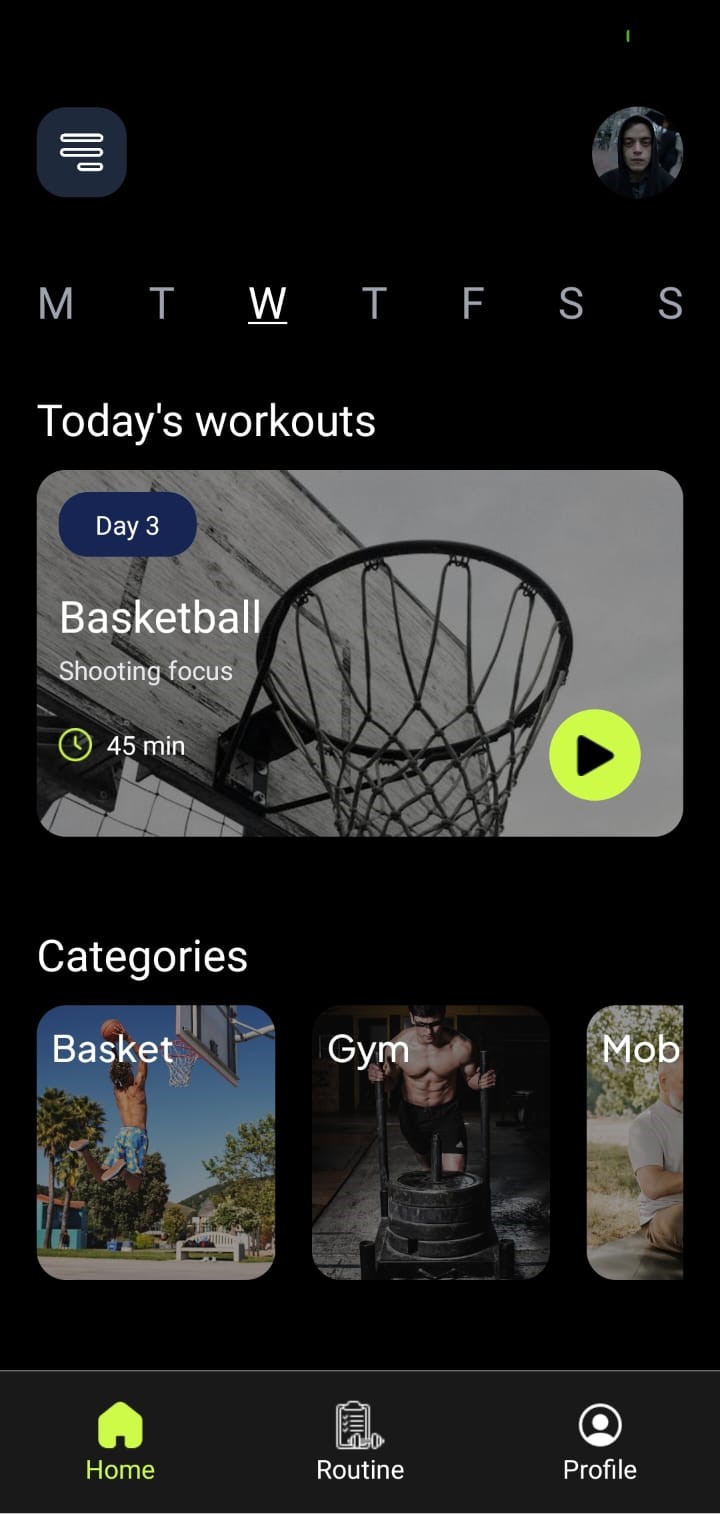 M T W T F S S
Today's workouts
Day 3
Basketball
Shooting focus
45 min
Categories
Basket Gym Mob
Home Routine Profile